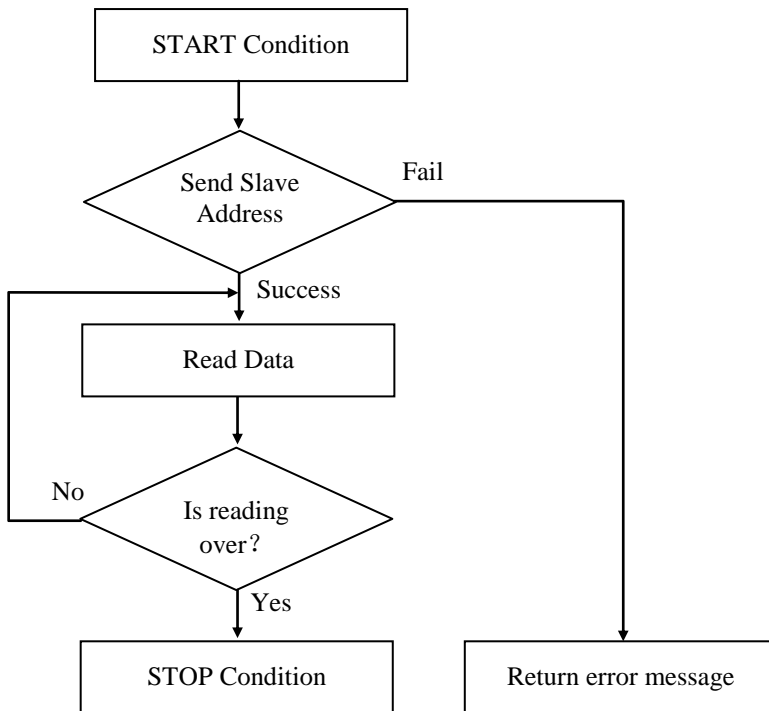 START Condition
Fail
Send Slave
Address
Success
Read Data
No
Is reading
over？
Yes
STOP Condition
Return error message